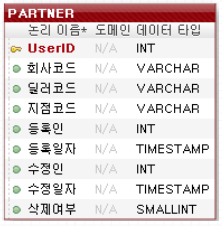 PARTNER
논리 이름* 도메인 데이터 타입
UserID N/A INT
회사코드 N/A VARCHAR
딜러코드 N/A VARCHAR
지점코드 N/A VARCHAR
등록인 N/A INT
등록일자 N/A TIMESTAMP
수정인 N/A INT
수정일자 N/A TIMESTAMP
삭제여부 N/A SMALLINT